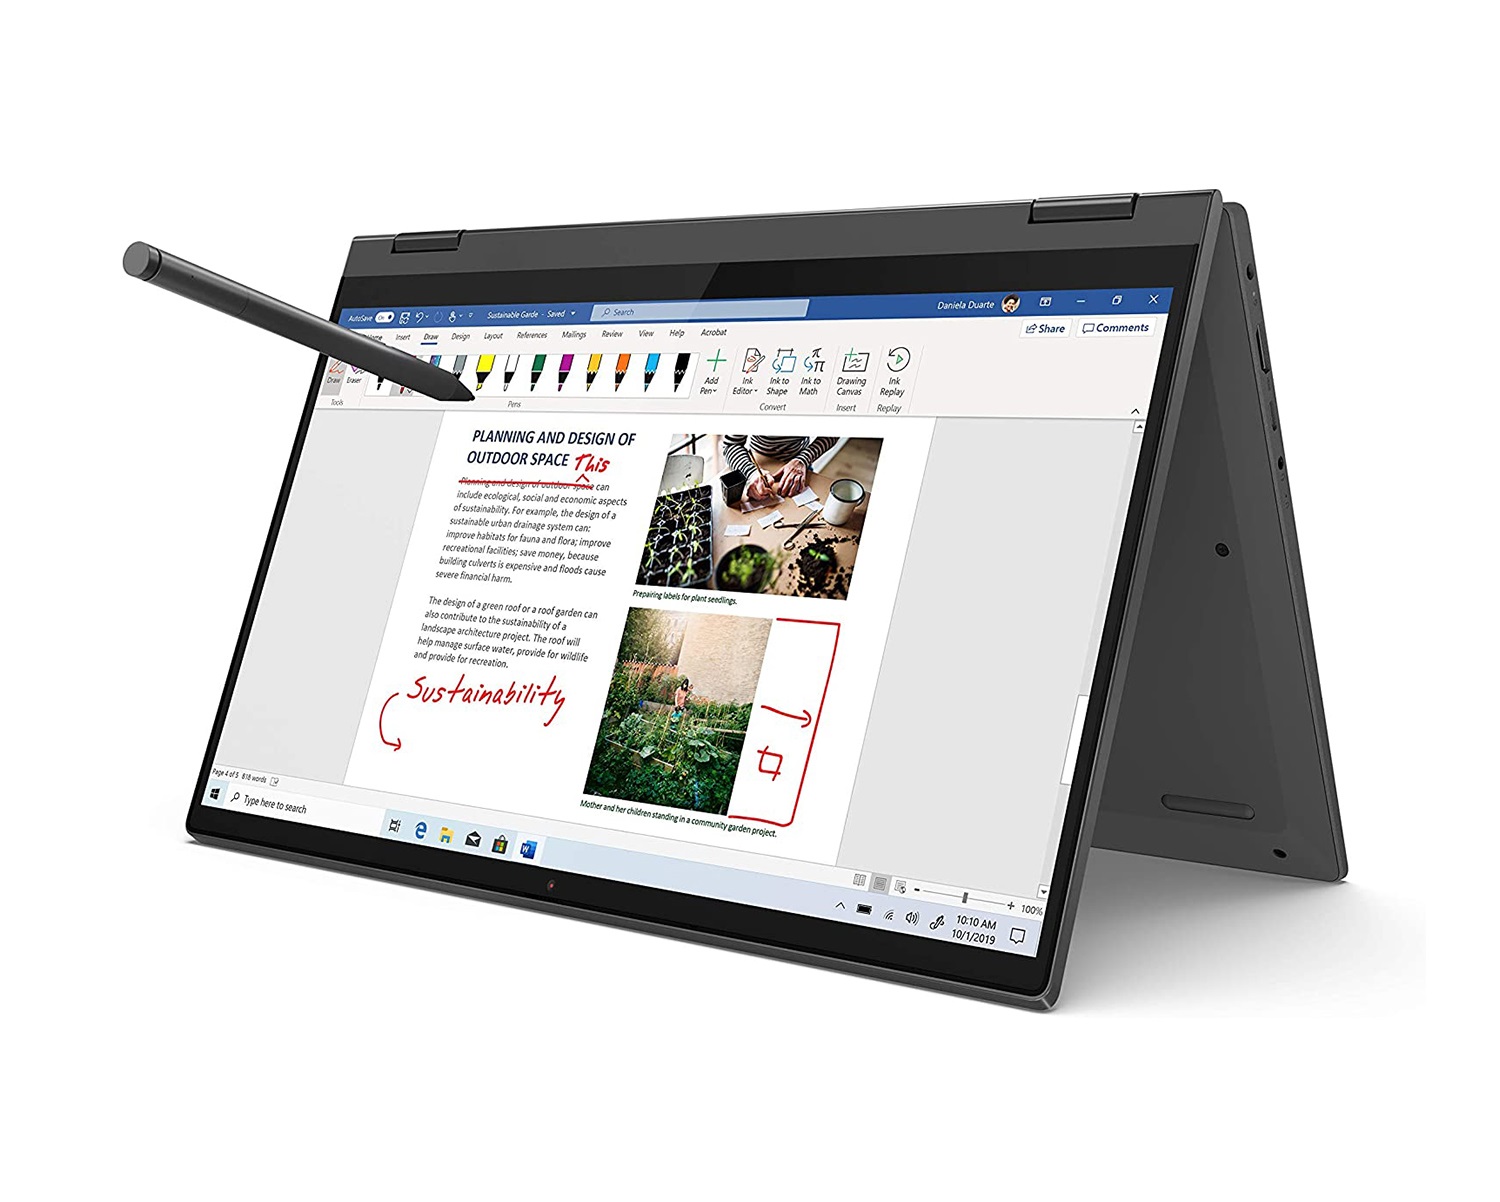 AutoSave On
Sustainable Garde - Saved
Search
Daniela Duarte
Home Insert Draw Design Layout References Mailings Review View Help Acrobat
Share
Comments
Draw
Eraser
Tools
Pens
Add
Pen
Ink
Editor
Ink to
Shape
Ink to
Math
Convert
Drawing
Canvas
Insert
Ink
Replay
Replay
PLANNING AND DESIGN OF
OUTDOOR SPACE This
Planning and design of outdoor space can
include ecological, social and economic aspects
of sustainability. For example, the design of a
sustainable urban drainage system can:
improve habitats for fauna and flora; improve
recreational facilities; save money, because
building culverts is expensive and floods cause
severe financial harm.
The design of a green roof or a roof garden can
also contribute to the sustainability of a
landscape architecture project. The roof will
help manage surface water, provide for wildlife
and provide for recreation.
Sustainability
Prepairing labels for plant seedlings.
Mother and her children standing in a community garden project.
Page 4 of 5 818 words
100%
Type here to search
10:10 AM
10/1/2019